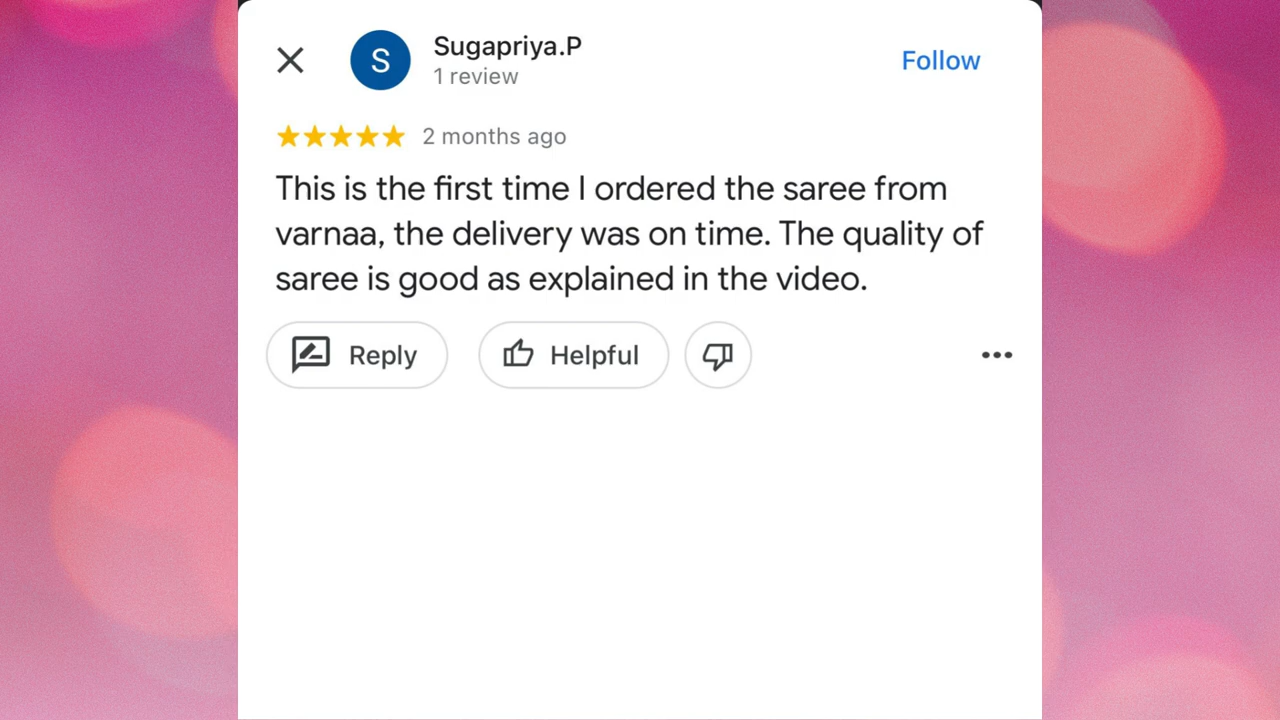 S
Sugapriya.P
1 review
Follow
2 months ago
This is the first time I ordered the saree from
varnaa, the delivery was on time. The quality of
saree is good as explained in the video.
Reply
Helpful